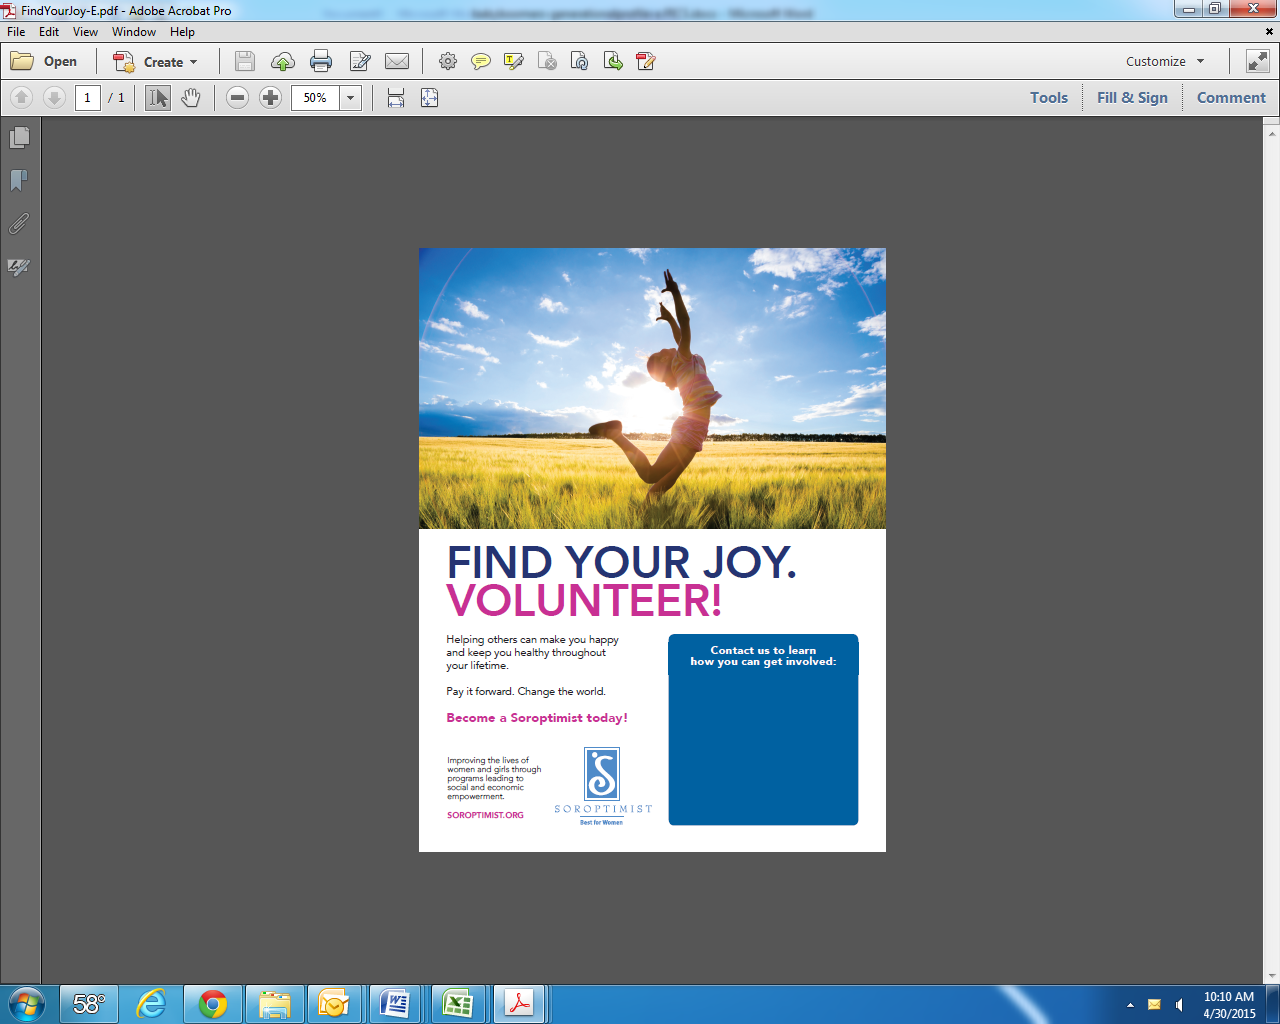 FindYourJoy-E.pdf - Adobe Acrobat Pro
File Edit View Window Help
Open Create Customize
1 / 1 50% Tools Fill & Sign Comment
FIND YOUR JOY.
VOLUNTEER!
Helping others can make you happy
and keep you healthy throughout
your lifetime.
Pay it forward. Change the world.
Become a Soroptimist today!
Improving the lives of
women and girls through
programs leading to
social and economic
empowerment.
SOROPTIMIST.ORG
SOROPTIMIST
Best for Women
Contact us to learn
how you can get involved:
58°
10:10 AM
4/30/2015